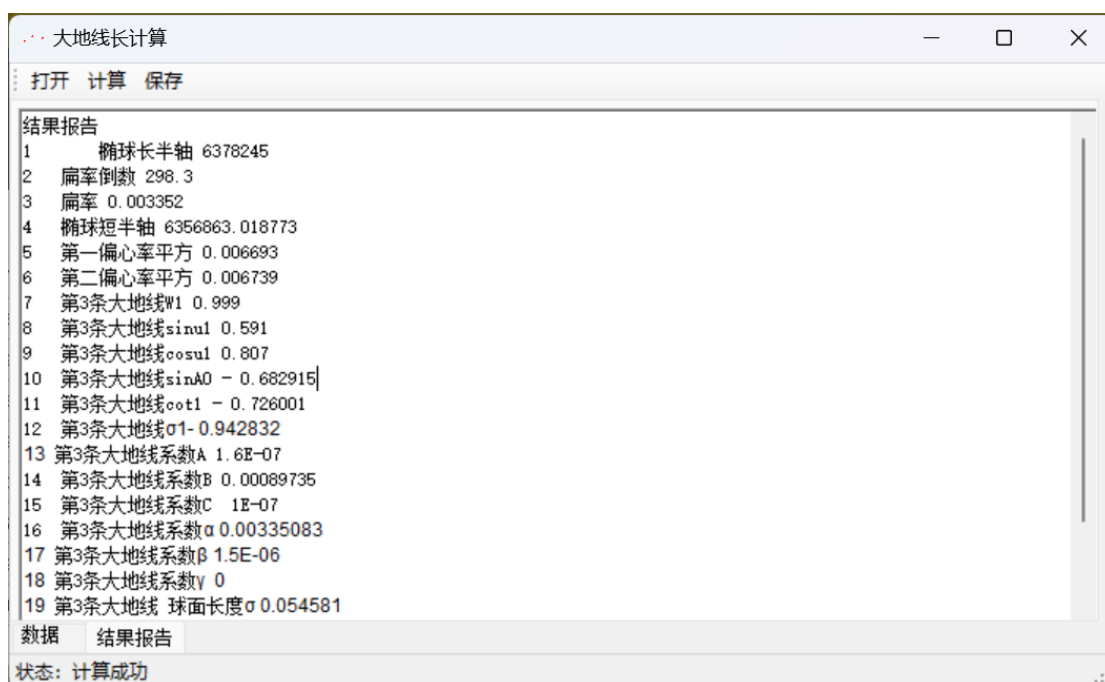 大地线长计算
打开 计算 保存
结果报告
1 椭球长半轴 6378245
2 扁率倒数 298.3
3 扁率 0.003352
4 椭球短半轴 6356863.018773
5 第一偏心率平方 0.006693
6 第二偏心率平方 0.006739
7 第3条大地线W1 0.999
8 第3条大地线sinu1 0.591
9 第3条大地线cosu1 0.807
10 第3条大地线sinA0 - 0.682915
11 第3条大地线cot1 - 0.726001
12 第3条大地线σ1- 0.942832
13 第3条大地线系数A 1.6E-07
14 第3条大地线系数B 0.00089735
15 第3条大地线系数C 1E-07
16 第3条大地线系数α 0.00335083
17 第3条大地线系数β 1.5E-06
18 第3条大地线系数γ 0
19 第3条大地线 球面长度σ 0.054581
数据 结果报告
状态: 计算成功